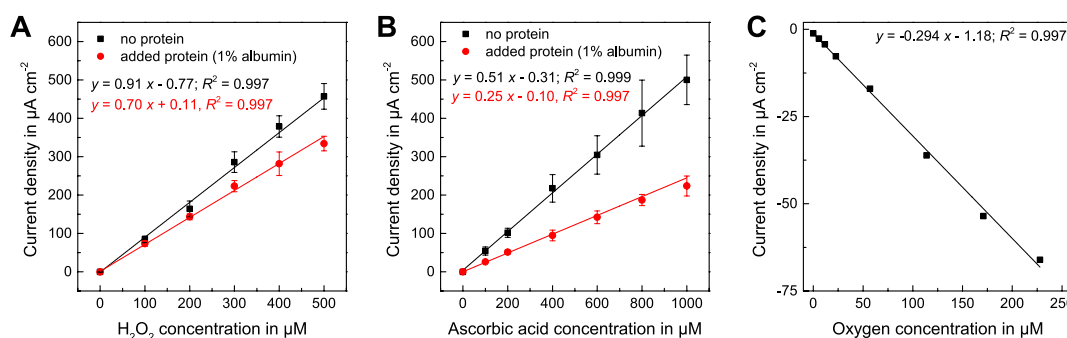 A
600
500
400
300
200
100
0
Current density in µA cm⁻²
no protein
added protein (1% albumin)
y = 0.91 x - 0.77; R² = 0.997
y = 0.70 x + 0.11, R² = 0.997
0 100 200 300 400 500
H₂O₂ concentration in µM
B
600
500
400
300
200
100
0
Current density in µA cm⁻²
no protein
added protein (1% albumin)
y = 0.51 x - 0.31; R² = 0.999
y = 0.25 x - 0.10, R² = 0.997
0 200 400 600 800 1000
Ascorbic acid concentration in µM
C
0
-25
-50
-75
Current density in µA cm⁻²
y = -0.294 x - 1.18; R² = 0.997
0 50 100 150 200 250
Oxygen concentration in µM